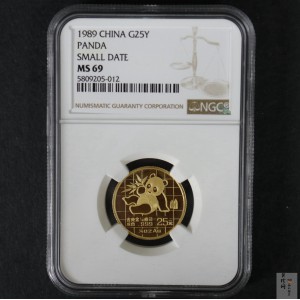 1989 CHINA G25Y
PANDA
SMALL DATE
MS 69
5809205-012
NUMISMATIC GUARANTY CORPORATION
NGC
25元